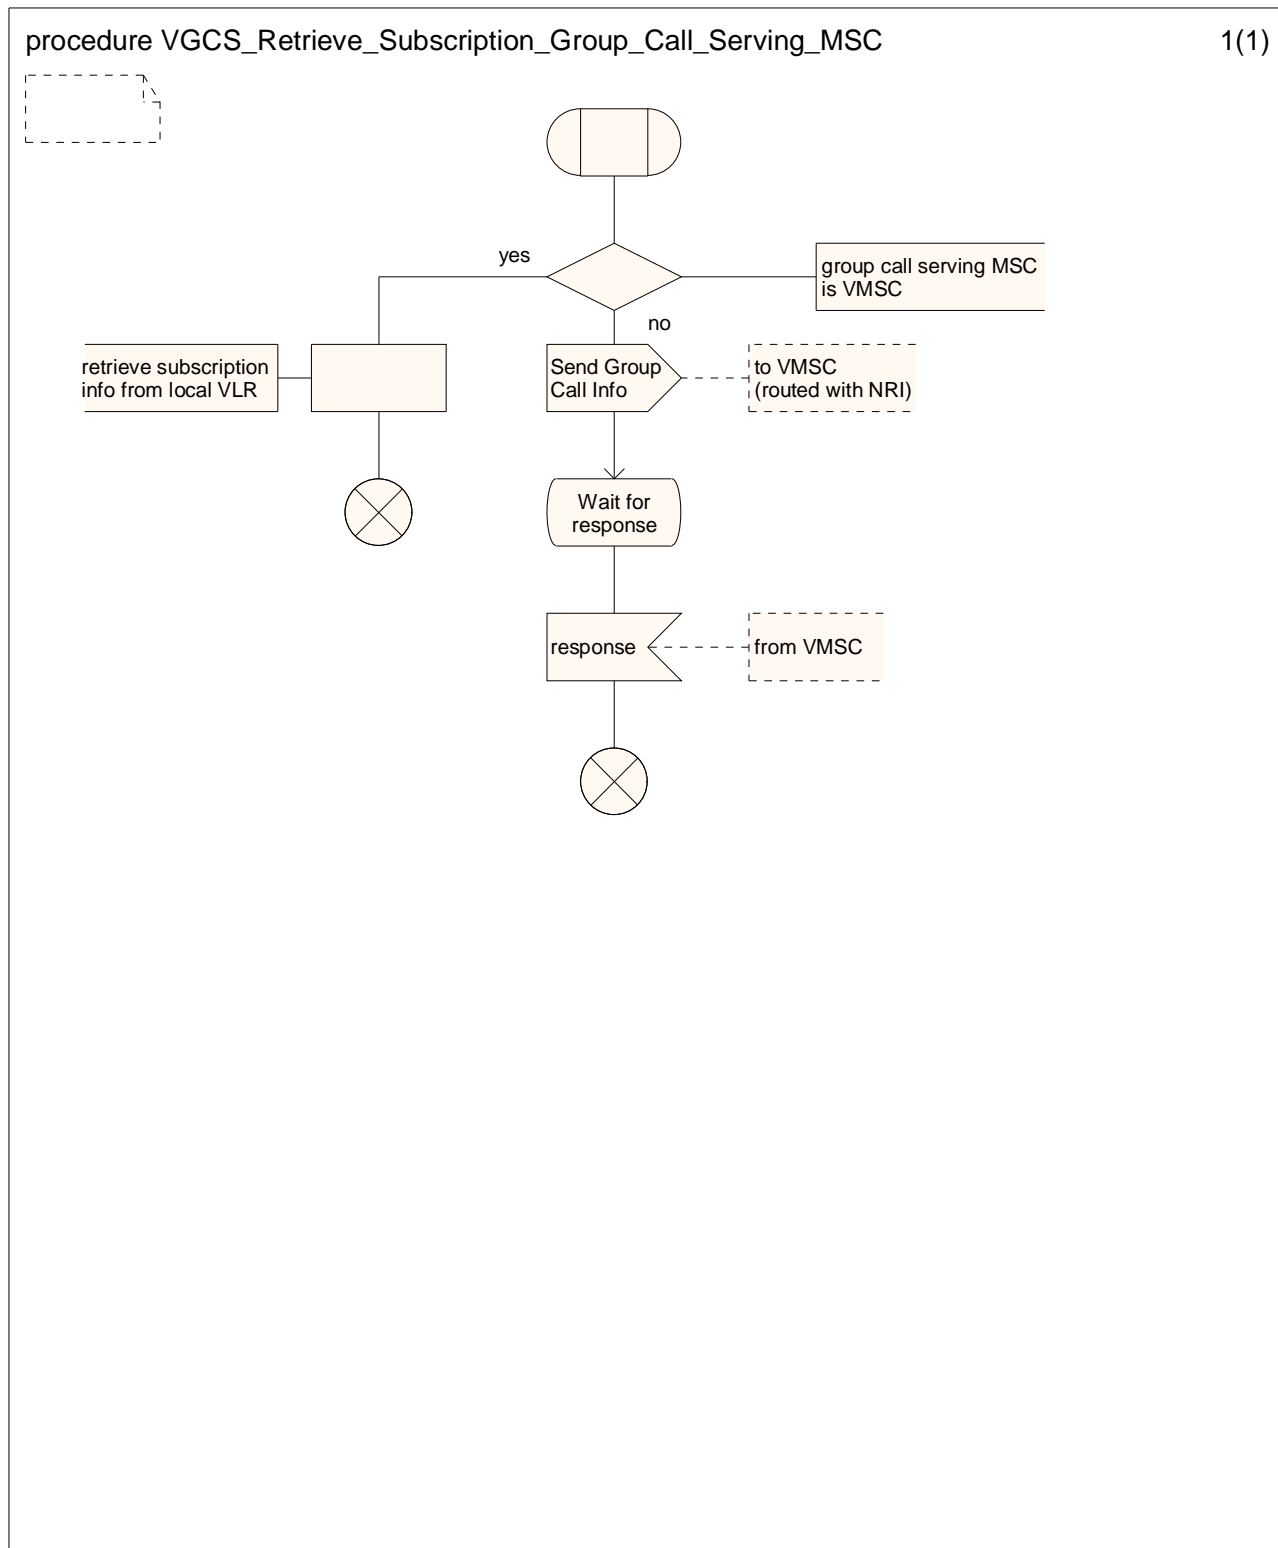 procedure VGCS_Retrieve_Subscription_Group_Call_Serving_MSC
1(1)
yes
group call serving MSC
is VMSC
no
retrieve subscription
info from local VLR
Send Group
Call Info
to VMSC
(routed with NRI)
Wait for
response
response
from VMSC